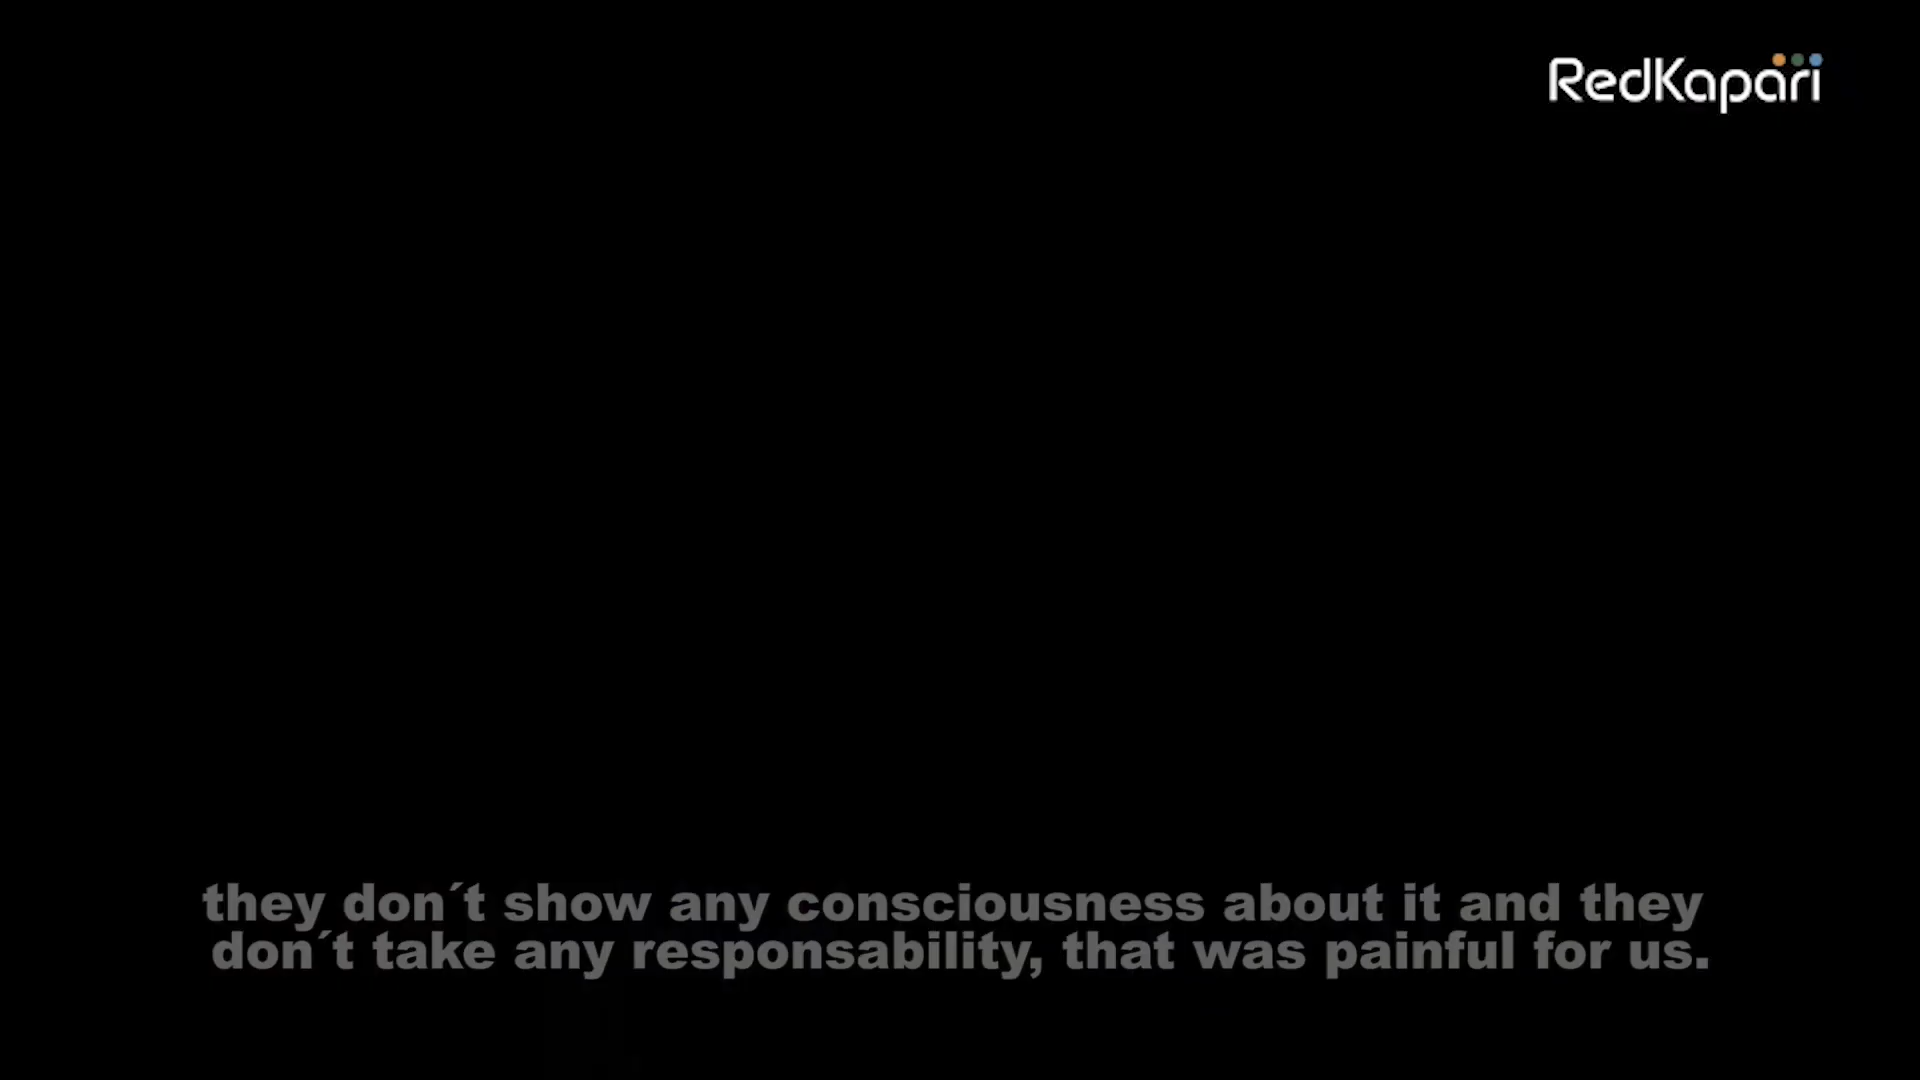 RedKapari
they don´t show any consciousness about it and they
don´t take any responsability, that was painful for us.